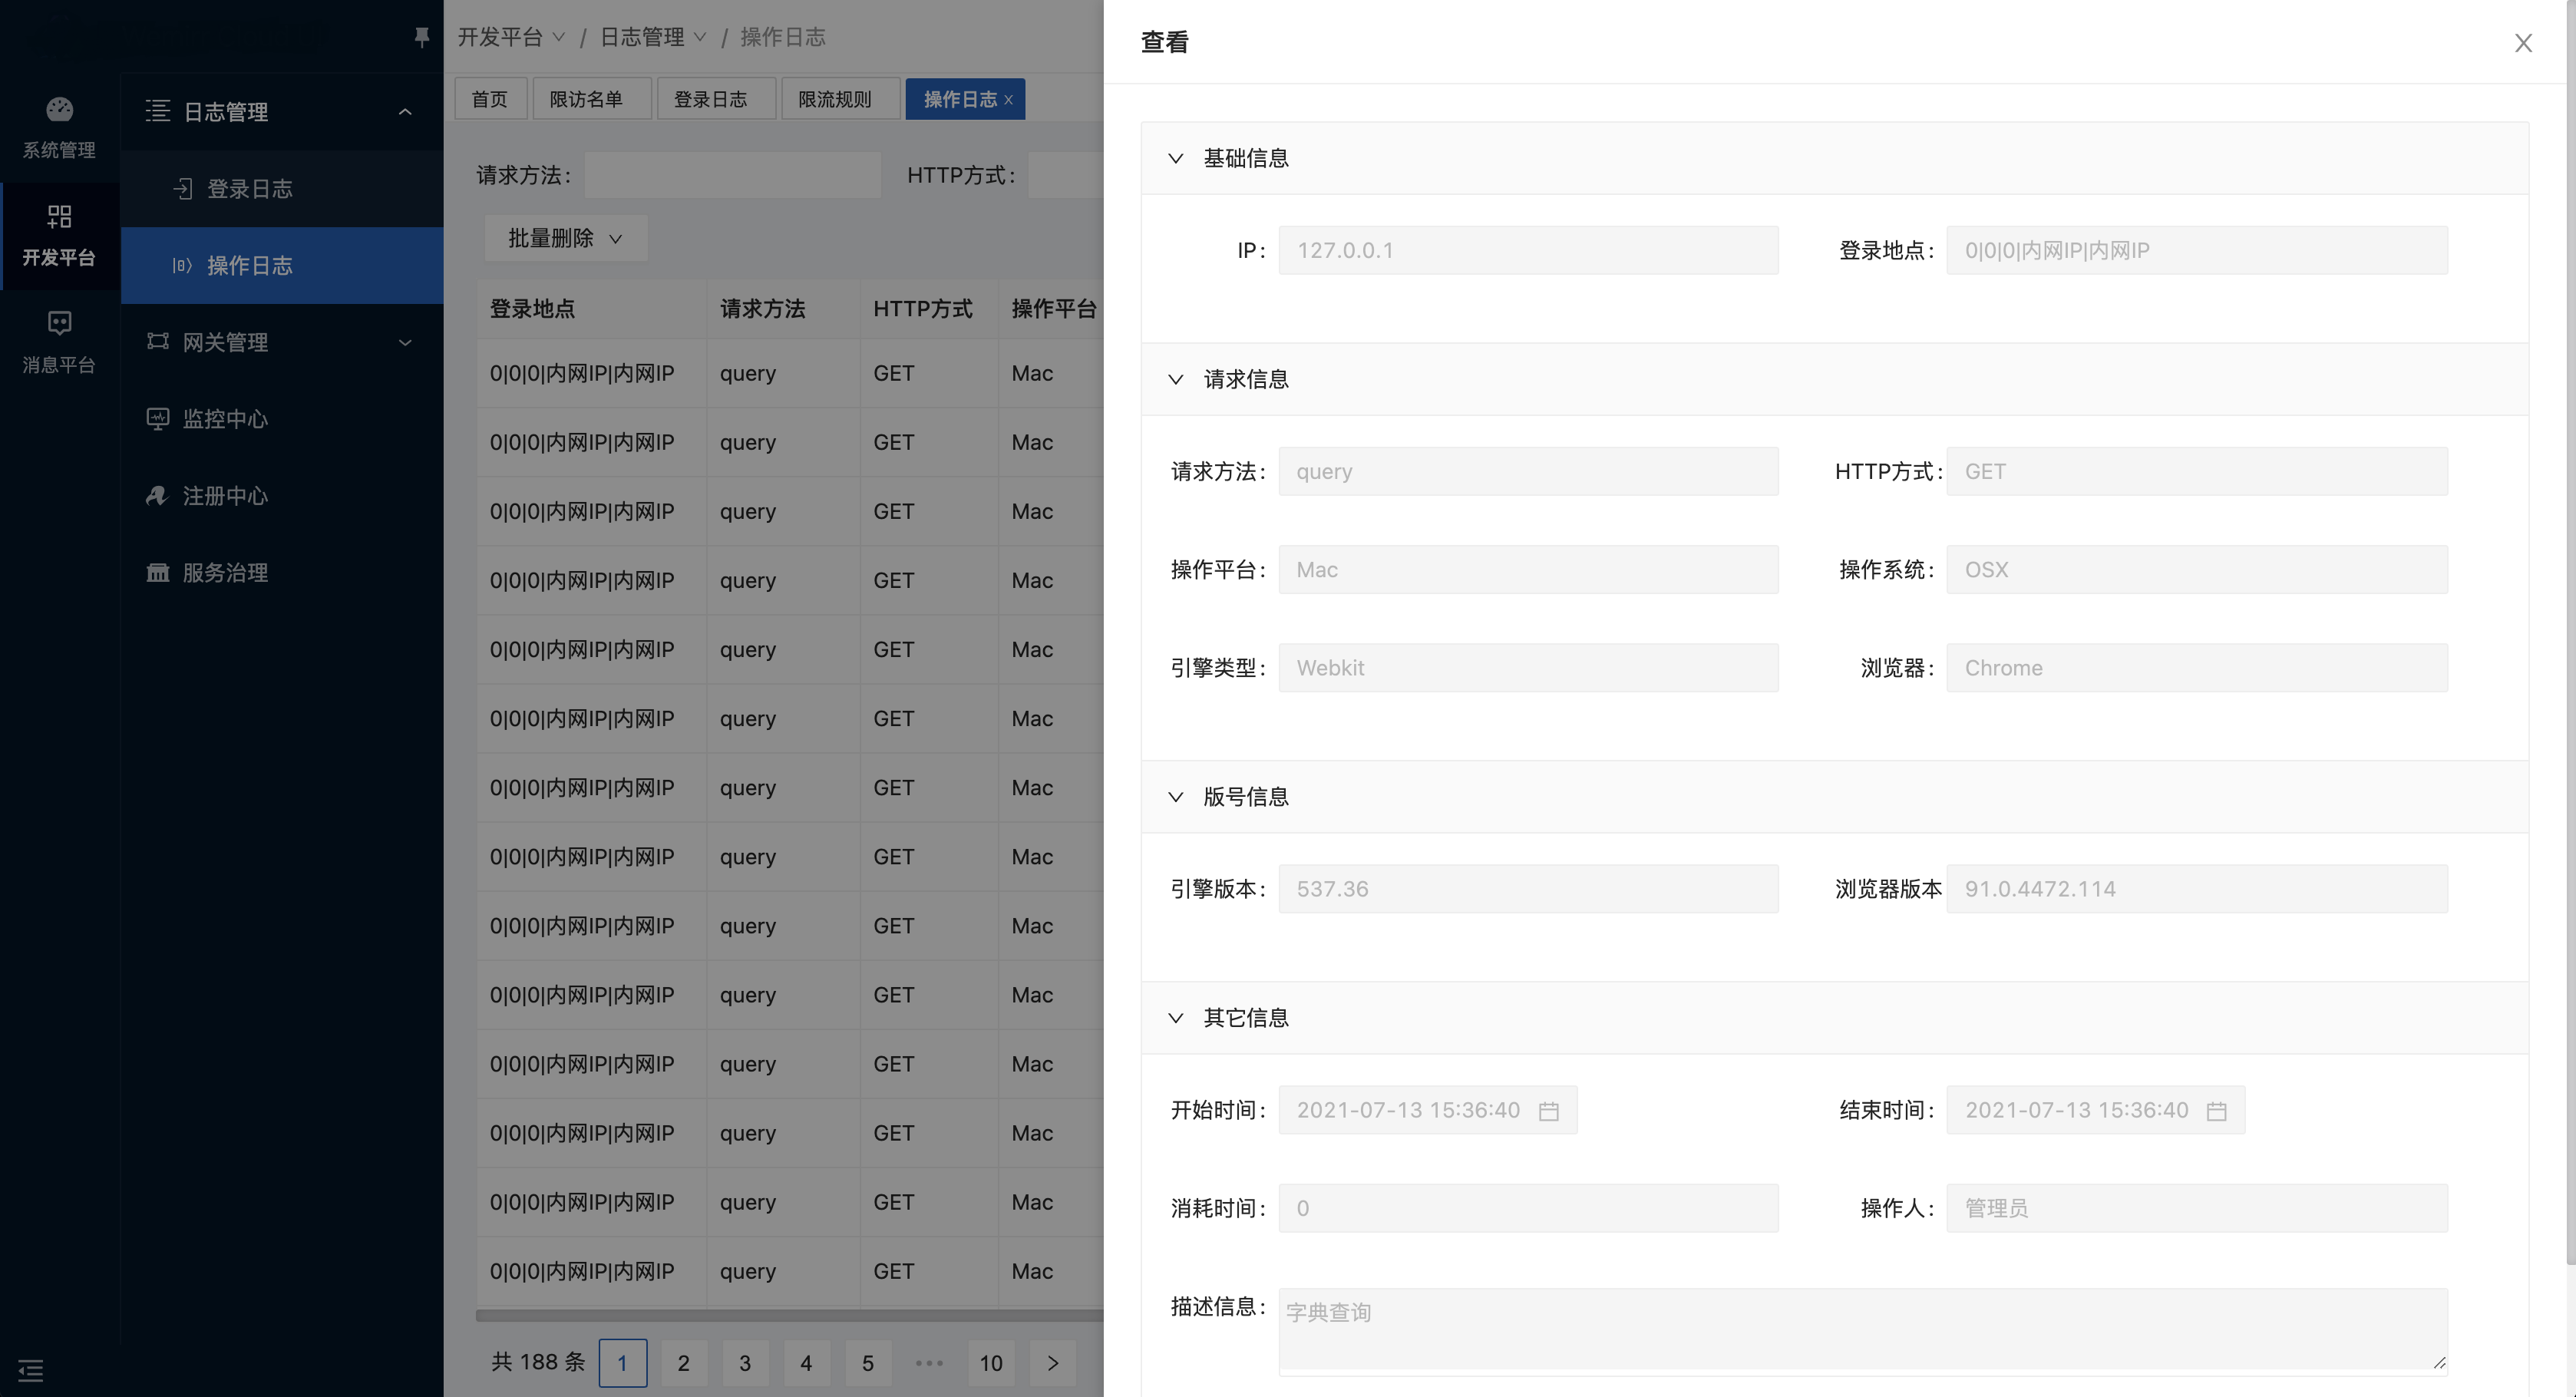 系统管理
开发平台
消息平台
日志管理
登录日志
操作日志
网关管理
监控中心
注册中心
服务治理
开发平台 / 日志管理 / 操作日志
首页 限访名单 登录日志 限流规则 操作日志 x
请求方法: HTTP方式:
批量删除
登录地点 请求方法 HTTP方式 操作平台
0|0|0|内网IP|内网IP query GET Mac
0|0|0|内网IP|内网IP query GET Mac
0|0|0|内网IP|内网IP query GET Mac
0|0|0|内网IP|内网IP query GET Mac
0|0|0|内网IP|内网IP query GET Mac
0|0|0|内网IP|内网IP query GET Mac
0|0|0|内网IP|内网IP query GET Mac
0|0|0|内网IP|内网IP query GET Mac
0|0|0|内网IP|内网IP query GET Mac
0|0|0|内网IP|内网IP query GET Mac
0|0|0|内网IP|内网IP query GET Mac
0|0|0|内网IP|内网IP query GET Mac
0|0|0|内网IP|内网IP query GET Mac
0|0|0|内网IP|内网IP query GET Mac
共 188 条 1 2 3 4 5 ••• 10 >
查看
基础信息
IP: 127.0.0.1 登录地点: 0|0|0|内网IP|内网IP
请求信息
请求方法: query HTTP方式: GET
操作平台: Mac 操作系统: OSX
引擎类型: Webkit 浏览器: Chrome
版号信息
引擎版本: 537.36 浏览器版本 91.0.4472.114
其它信息
开始时间: 2021-07-13 15:36:40 结束时间: 2021-07-13 15:36:40
消耗时间: 0 操作人: 管理员
描述信息: 字典查询